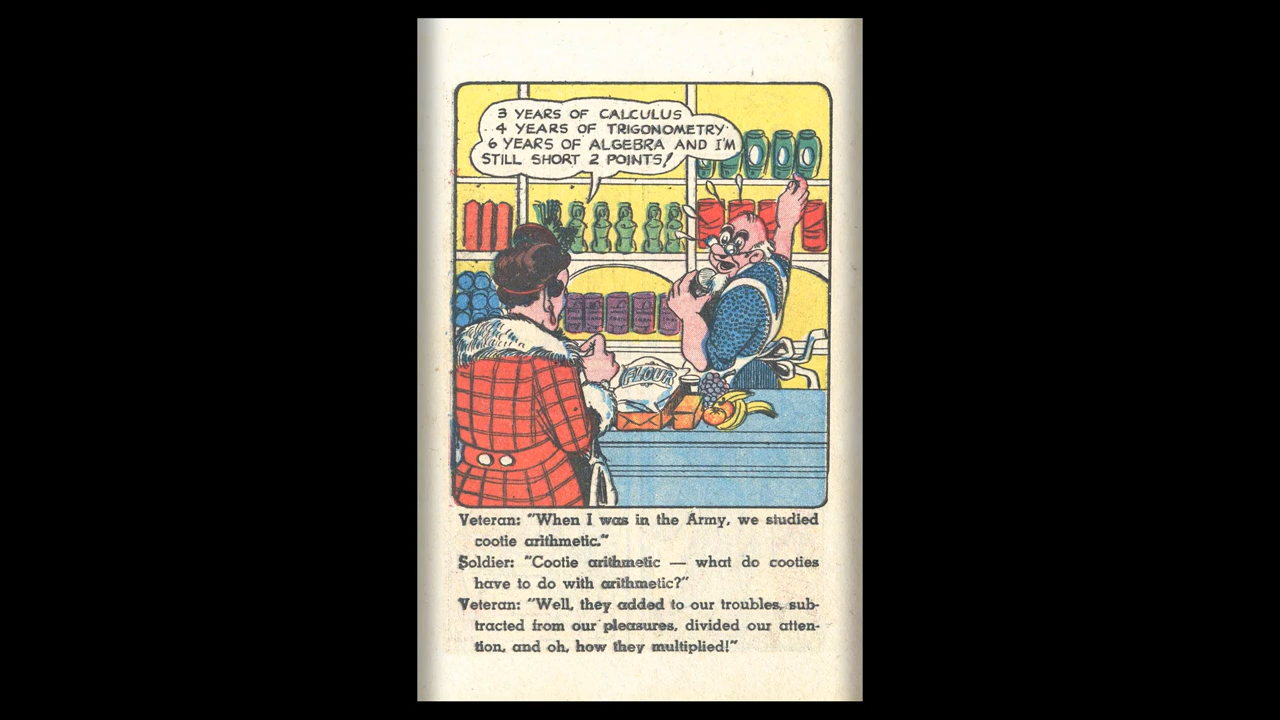 3 YEARS OF CALCULUS
4 YEARS OF TRIGONOMETRY
6 YEARS OF ALGEBRA AND I'M
STILL SHORT 2 POINTS!
FLOUR
Veteran: "When I was in the Army, we studied
cootie arithmetic."
Soldier: "Cootie arithmetic — what do cooties
have to do with arithmetic?"
Veteran: "Well, they added to our troubles, sub-
tracted from our pleasures, divided our atten-
tion, and oh, how they multiplied!"